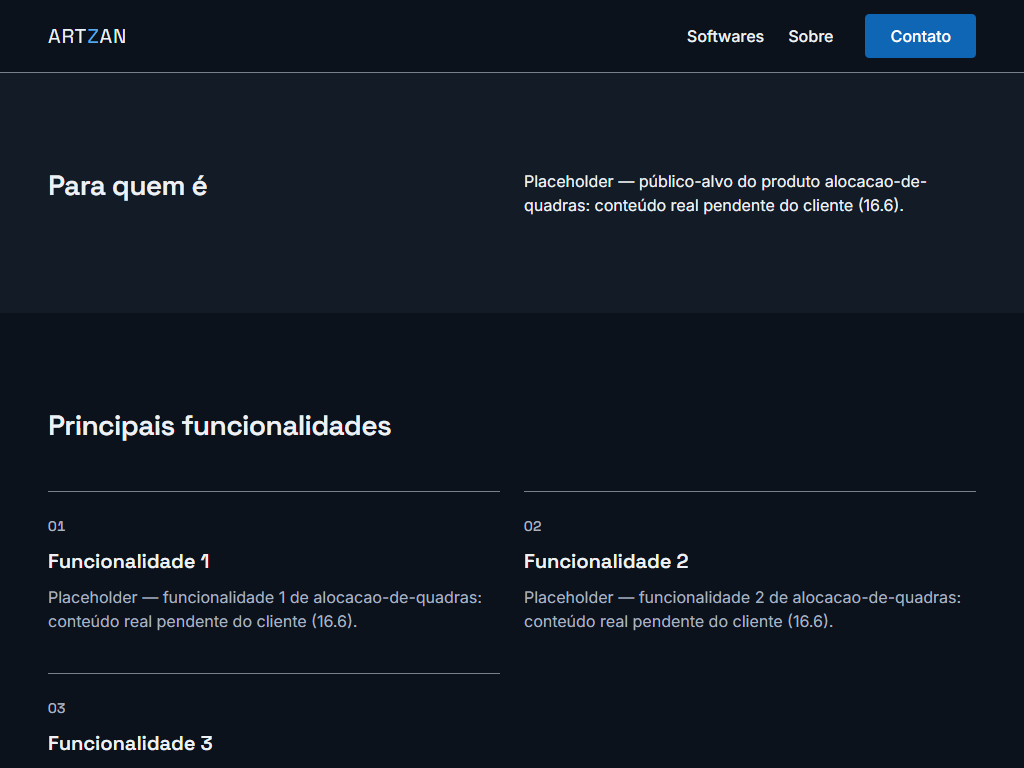 ARTZAN
Softwares
Sobre
Contato
Para quem é
Placeholder — público-alvo do produto alocacao-de-
quadras: conteúdo real pendente do cliente (16.6).
Principais funcionalidades
01
Funcionalidade 1
Placeholder — funcionalidade 1 de alocacao-de-quadras:
conteúdo real pendente do cliente (16.6).
02
Funcionalidade 2
Placeholder — funcionalidade 2 de alocacao-de-quadras:
conteúdo real pendente do cliente (16.6).
03
Funcionalidade 3